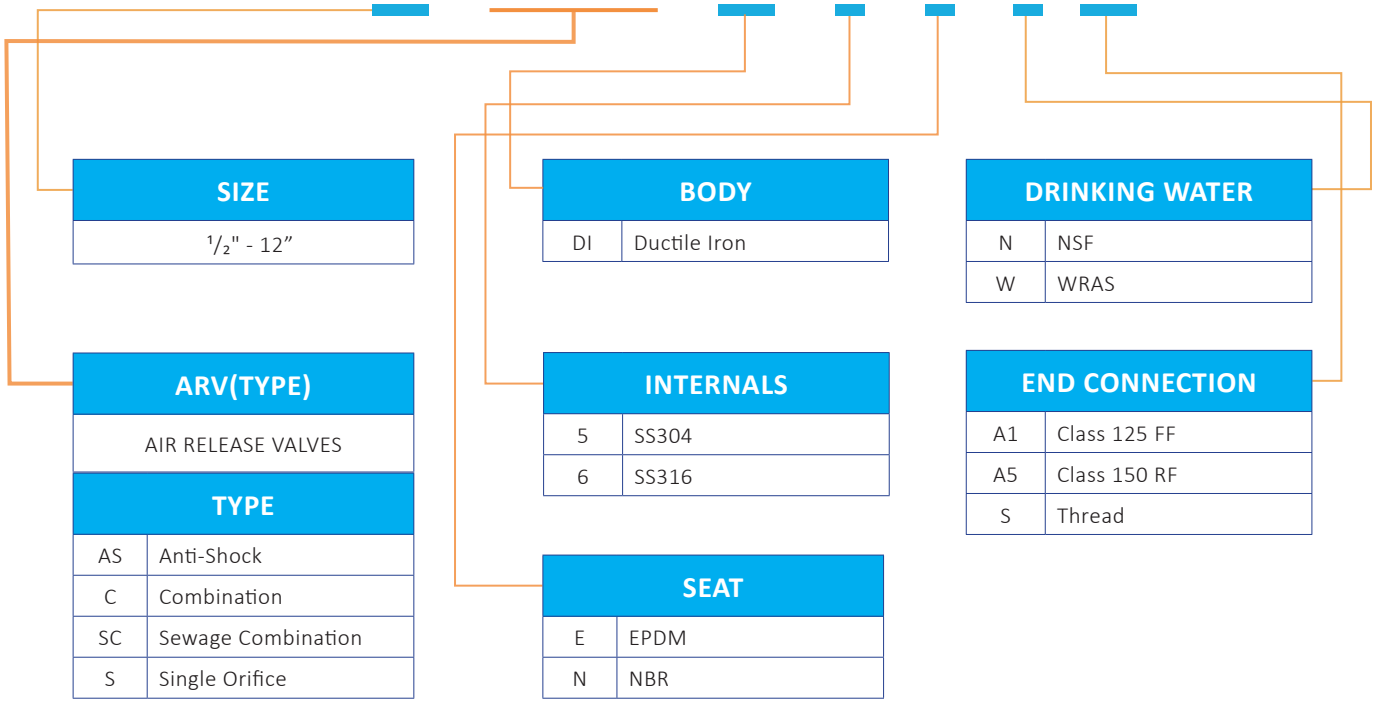 SIZE
¹/₂" - 12”
ARV(TYPE)
AIR RELEASE VALVES
TYPE
AS Anti-Shock
C Combination
SC Sewage Combination
S Single Orifice
BODY
DI Ductile Iron
INTERNALS
5 SS304
6 SS316
SEAT
E EPDM
N NBR
DRINKING WATER
N NSF
W WRAS
END CONNECTION
A1 Class 125 FF
A5 Class 150 RF
S Thread